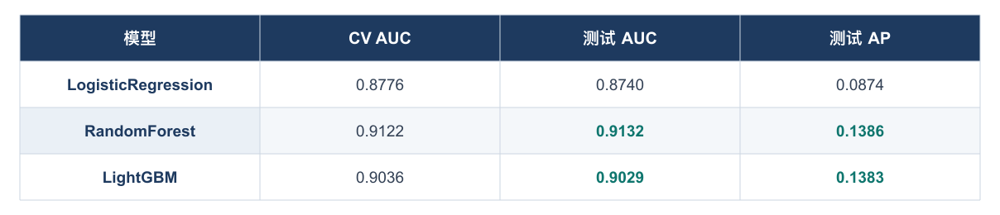 模型 CV AUC 测试 AUC 测试 AP
LogisticRegression 0.8776 0.8740 0.0874
RandomForest 0.9122 0.9132 0.1386
LightGBM 0.9036 0.9029 0.1383